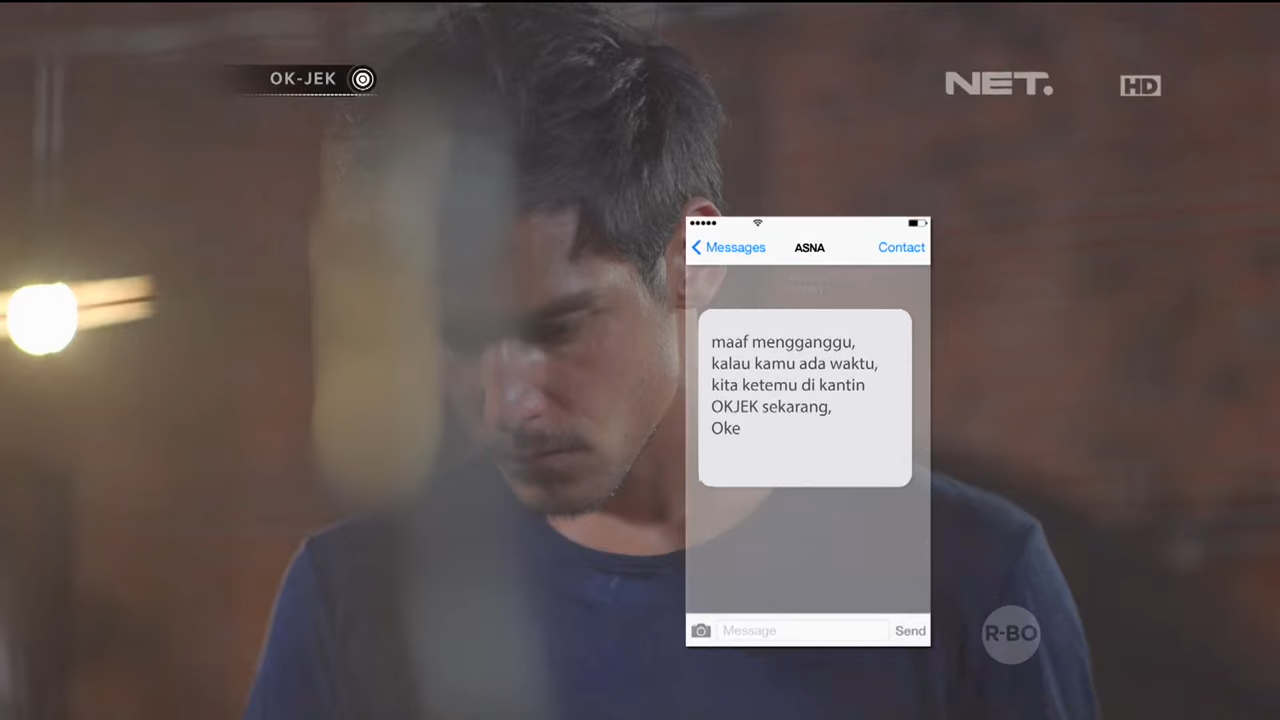 OK-JEK
NET.
HD
Messages
ASNA
Contact
maaf mengganggu,
kalau kamu ada waktu,
kita ketemu di kantin
OKJEK sekarang,
Oke
Message
Send
R-BO